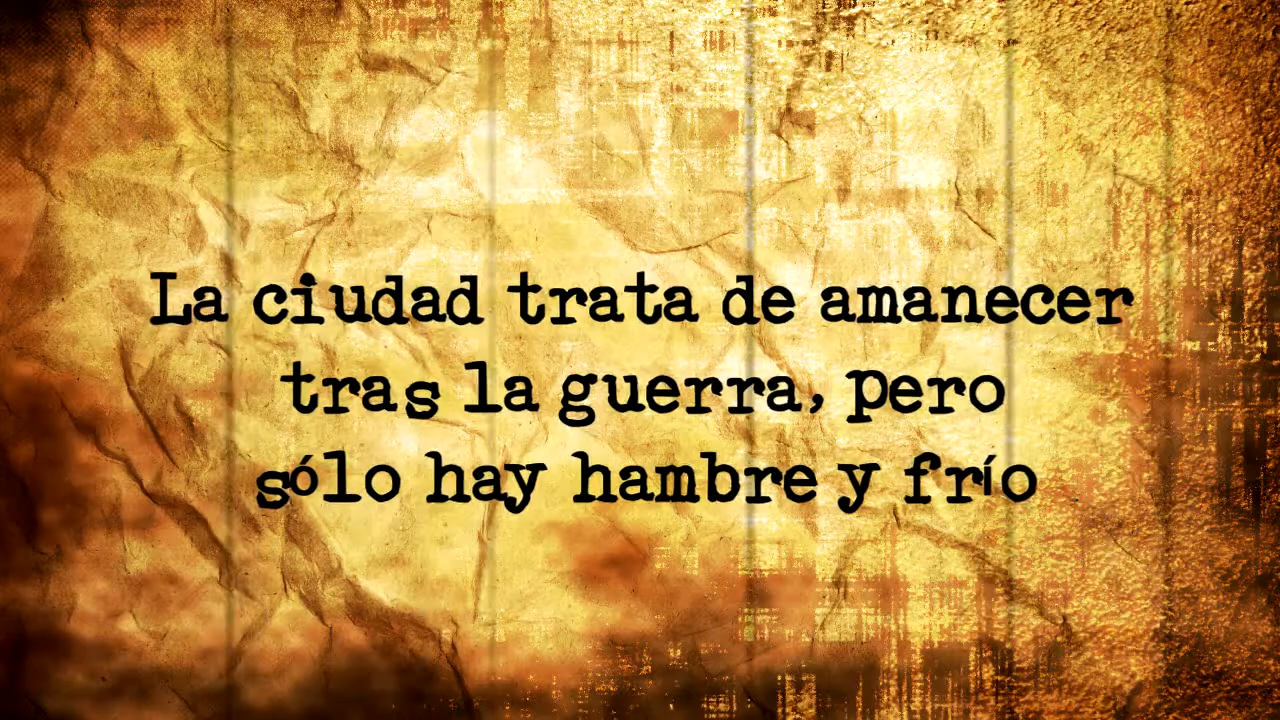 La ciudad trata de amanecer
tras la guerra, pero
sólo hay hambre y frío